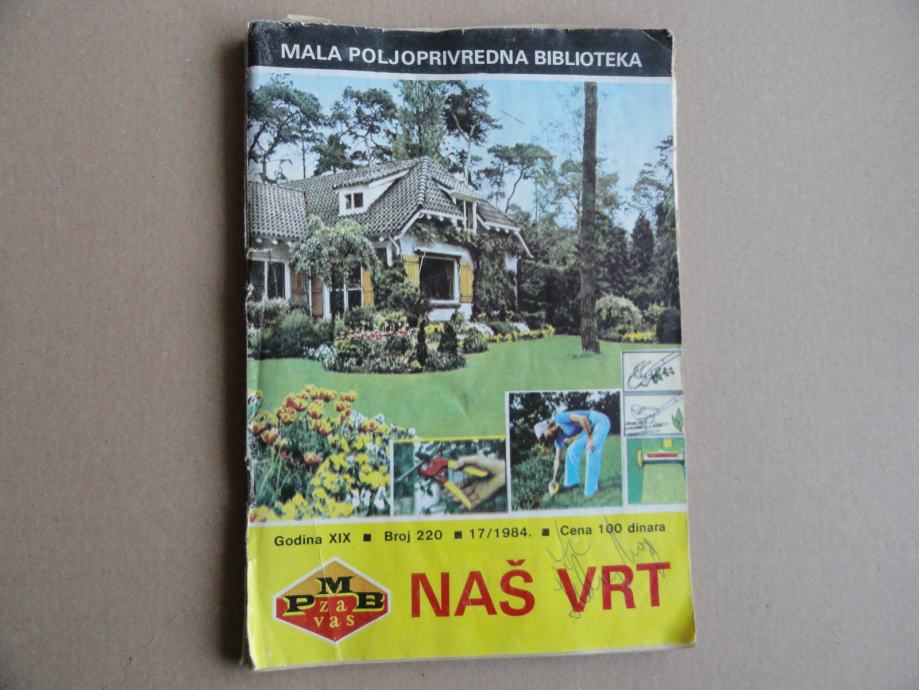 MALA POLJOPRIVREDNA BIBLIOTEKA
Godina XIX ■ Broj 220 ■ 17/1984. ■ Cena 100 dinara
M
P za B
vas
NAŠ VRT